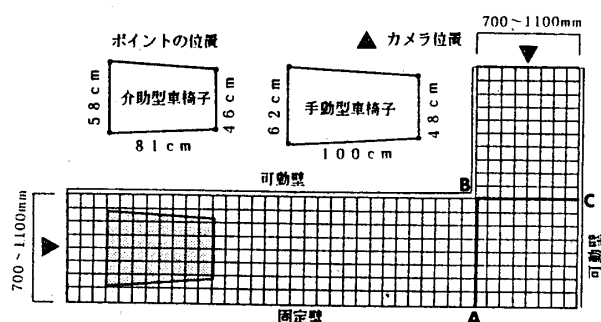 700～1100mm
ポイントの位置
▲ カメラ位置
58cm
介助型車椅子
46cm
81cm
62cm
手動型車椅子
48cm
100cm
可動壁
B
C
700～1100mm
可動壁
固定壁
A